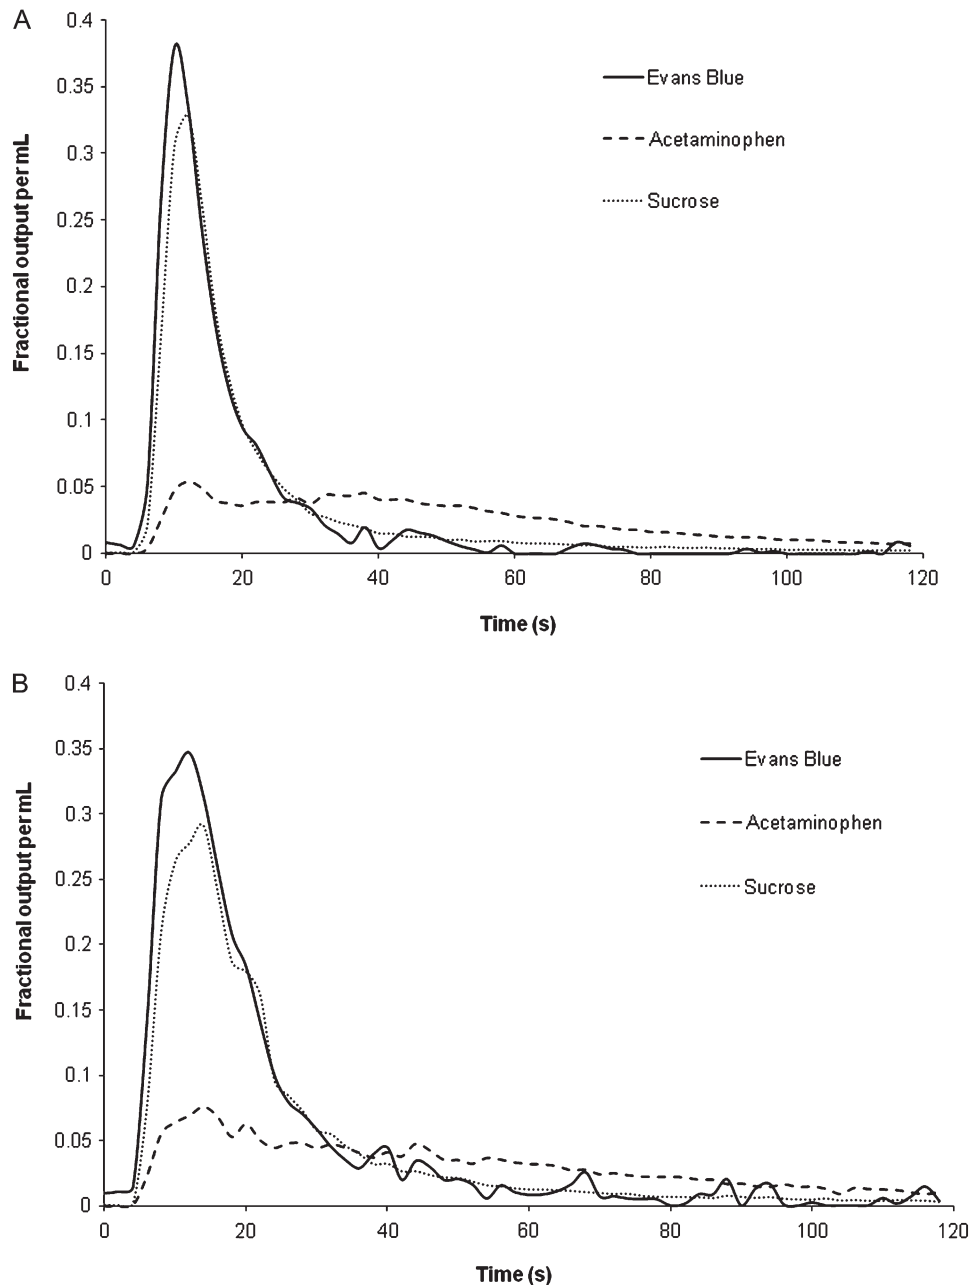 A
0.4
0.35
0.3
0.25
0.2
0.15
0.1
0.05
0
Fractional output per mL
Evans Blue
Acetaminophen
Sucrose
0 20 40 60 80 100 120
Time (s)
B
0.4
0.35
0.3
0.25
0.2
0.15
0.1
0.05
0
Fractional output per mL
Evans Blue
Acetaminophen
Sucrose
0 20 40 60 80 100 120
Time (s)